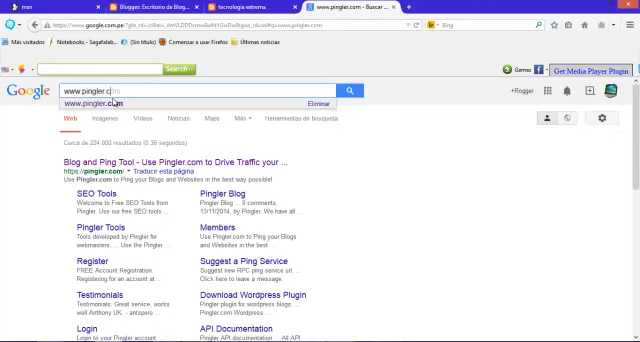 msn
Blogger: Escritorio de Blog...
tecnologia extrema
www.pingler.com - Buscar ...
https://www.google.com.pe/
Bing
Más visitados
Notebooks - Segafalab...
(Sin título)
Comenzar a usar Firefox
Últimas noticias
Search
Games
Get Media Player Plugin
Google
www.pingler.com
+Rogger
www.pingler.com
Eliminar
Web Imágenes Vídeos Noticias Maps Más Herramientas de búsqueda
Cerca de 224,000 resultados (0.36 segundos)
Blog and Ping Tool - Use Pingler.com to Drive Traffic your ...
https://pingler.com/ Traducir esta página
Use Pingler.com to Ping your Blogs and Websites in the best way possible!
SEO Tools
Welcome to Free SEO Tools from
Pingler. Use our free SEO tools ...
Pingler Blog
Pingler Blog ... 0 comments.
13/11/2014, by Pingler. We have all ...
Pingler Tools
Tools developed by Pingler for
webmasters.... Use the Pingler ...
Members
Use Pingler.com to Ping your Blogs
and Websites in the best ...
Register
FREE Account Registration
Registering for an account at ...
Suggest a Ping Service
Suggest new RPC ping service url. ...
Click here to leave a message.
Testimonials
Testimonials. Great service, works
well Anthony UK. - antspero ...
Download Wordpress Plugin
Pingler plugin for wordpress blogs: ...
Pingler.com Wordpress ...
Login
Login to your Pingler account ...
API Documentation
API Documentation. ... All API